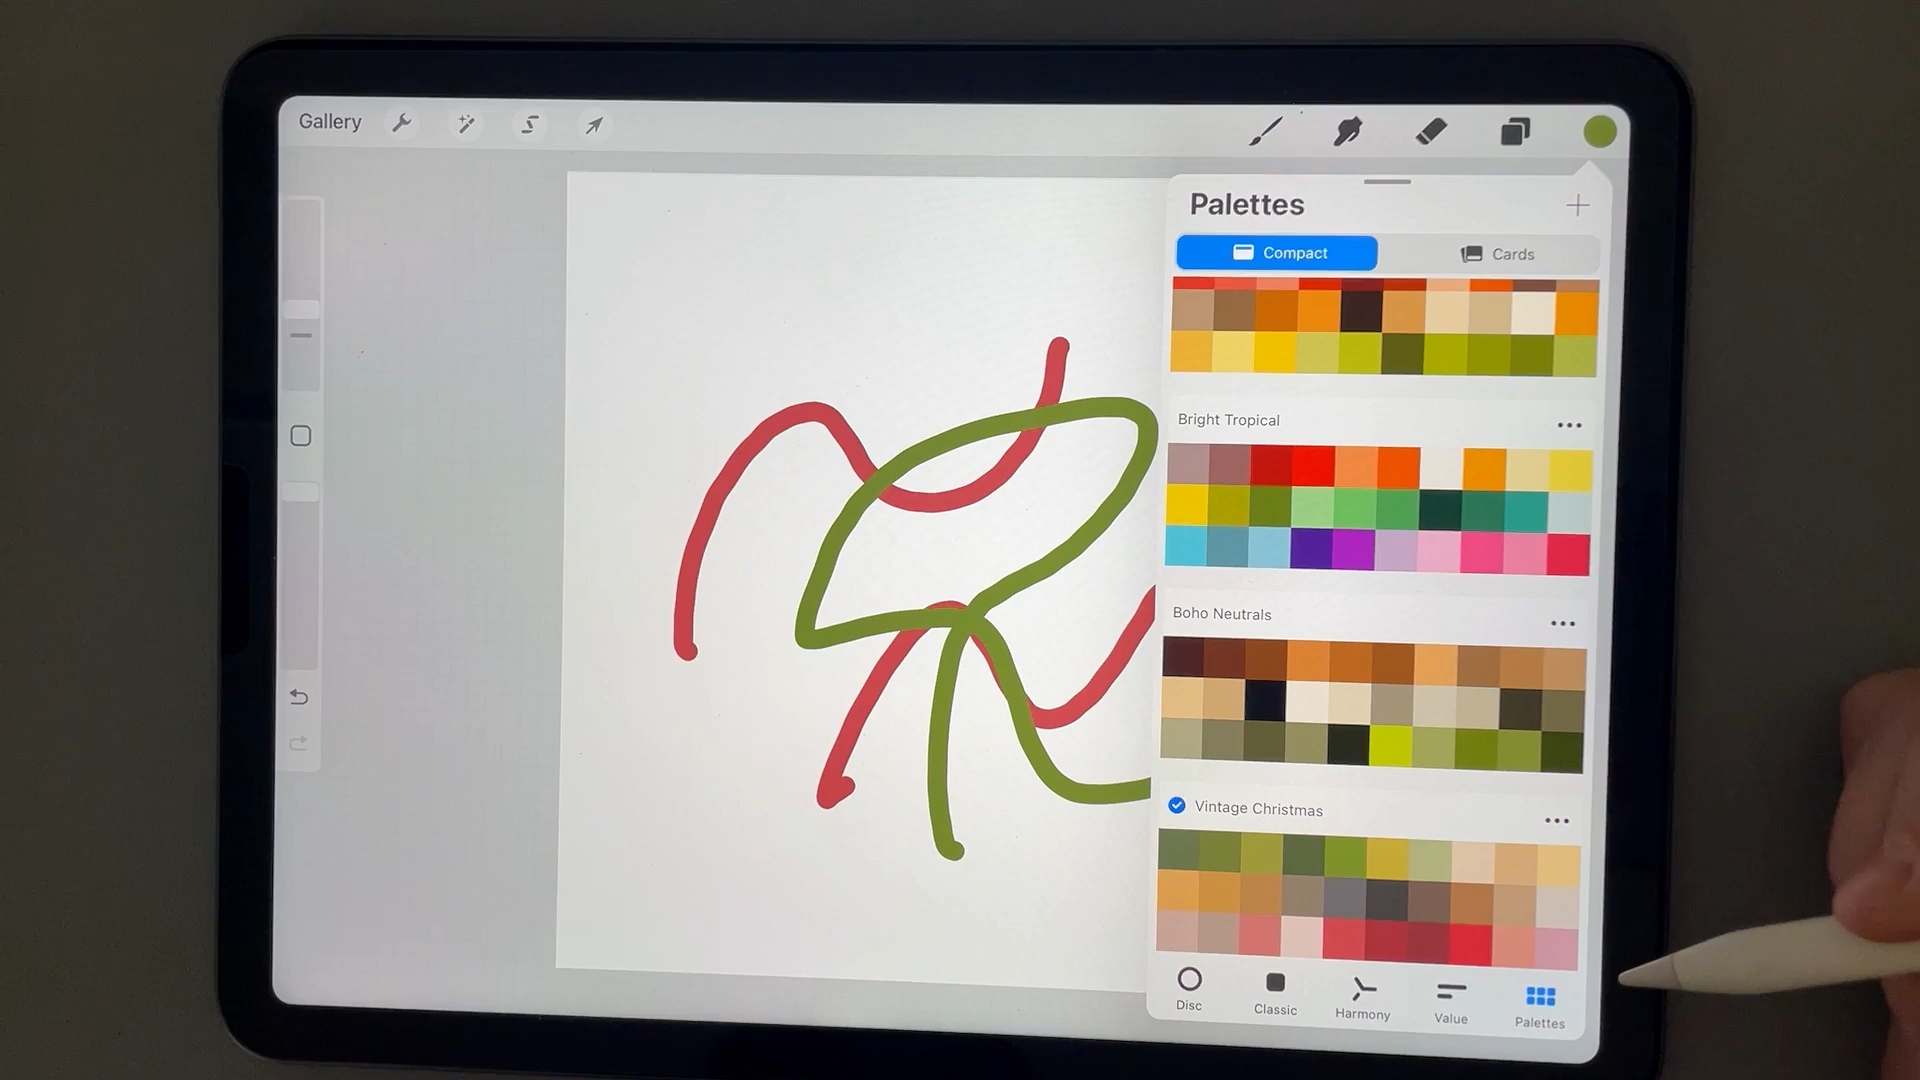 Gallery
Palettes
Compact
Cards
Bright Tropical
Boho Neutrals
Vintage Christmas
Disc
Classic
Harmony
Value
Palettes